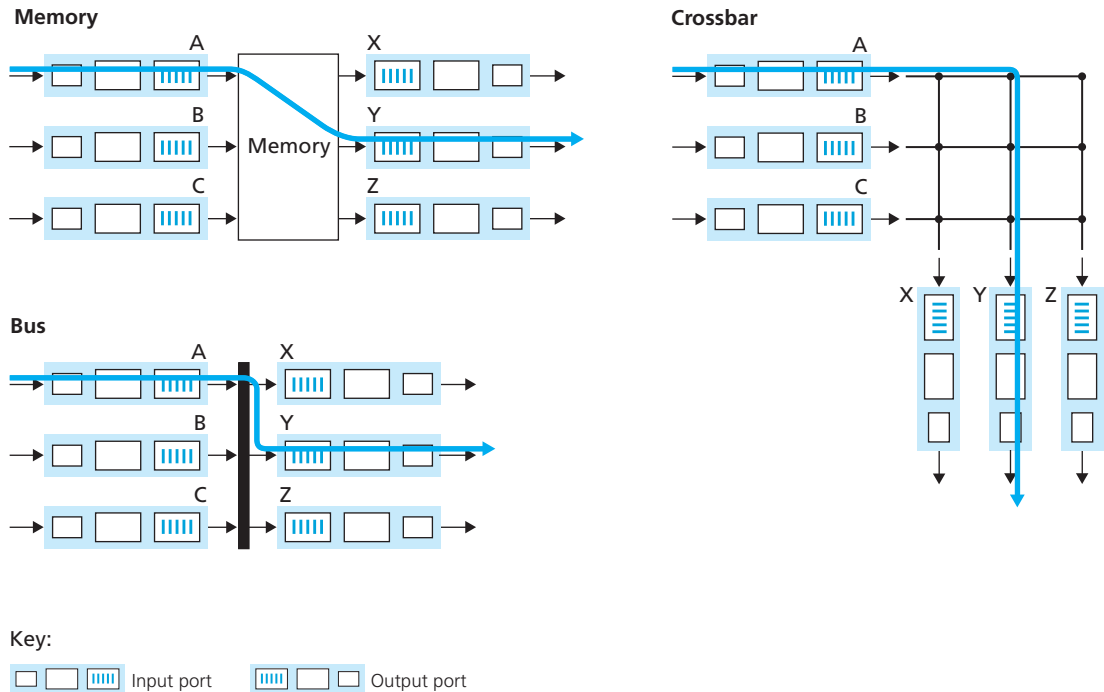 Memory
A
X
B
Y
Memory
C
Z
Crossbar
A
B
C
X
Y
Z
Bus
A
X
B
Y
C
Z
Key:
Input port
Output port